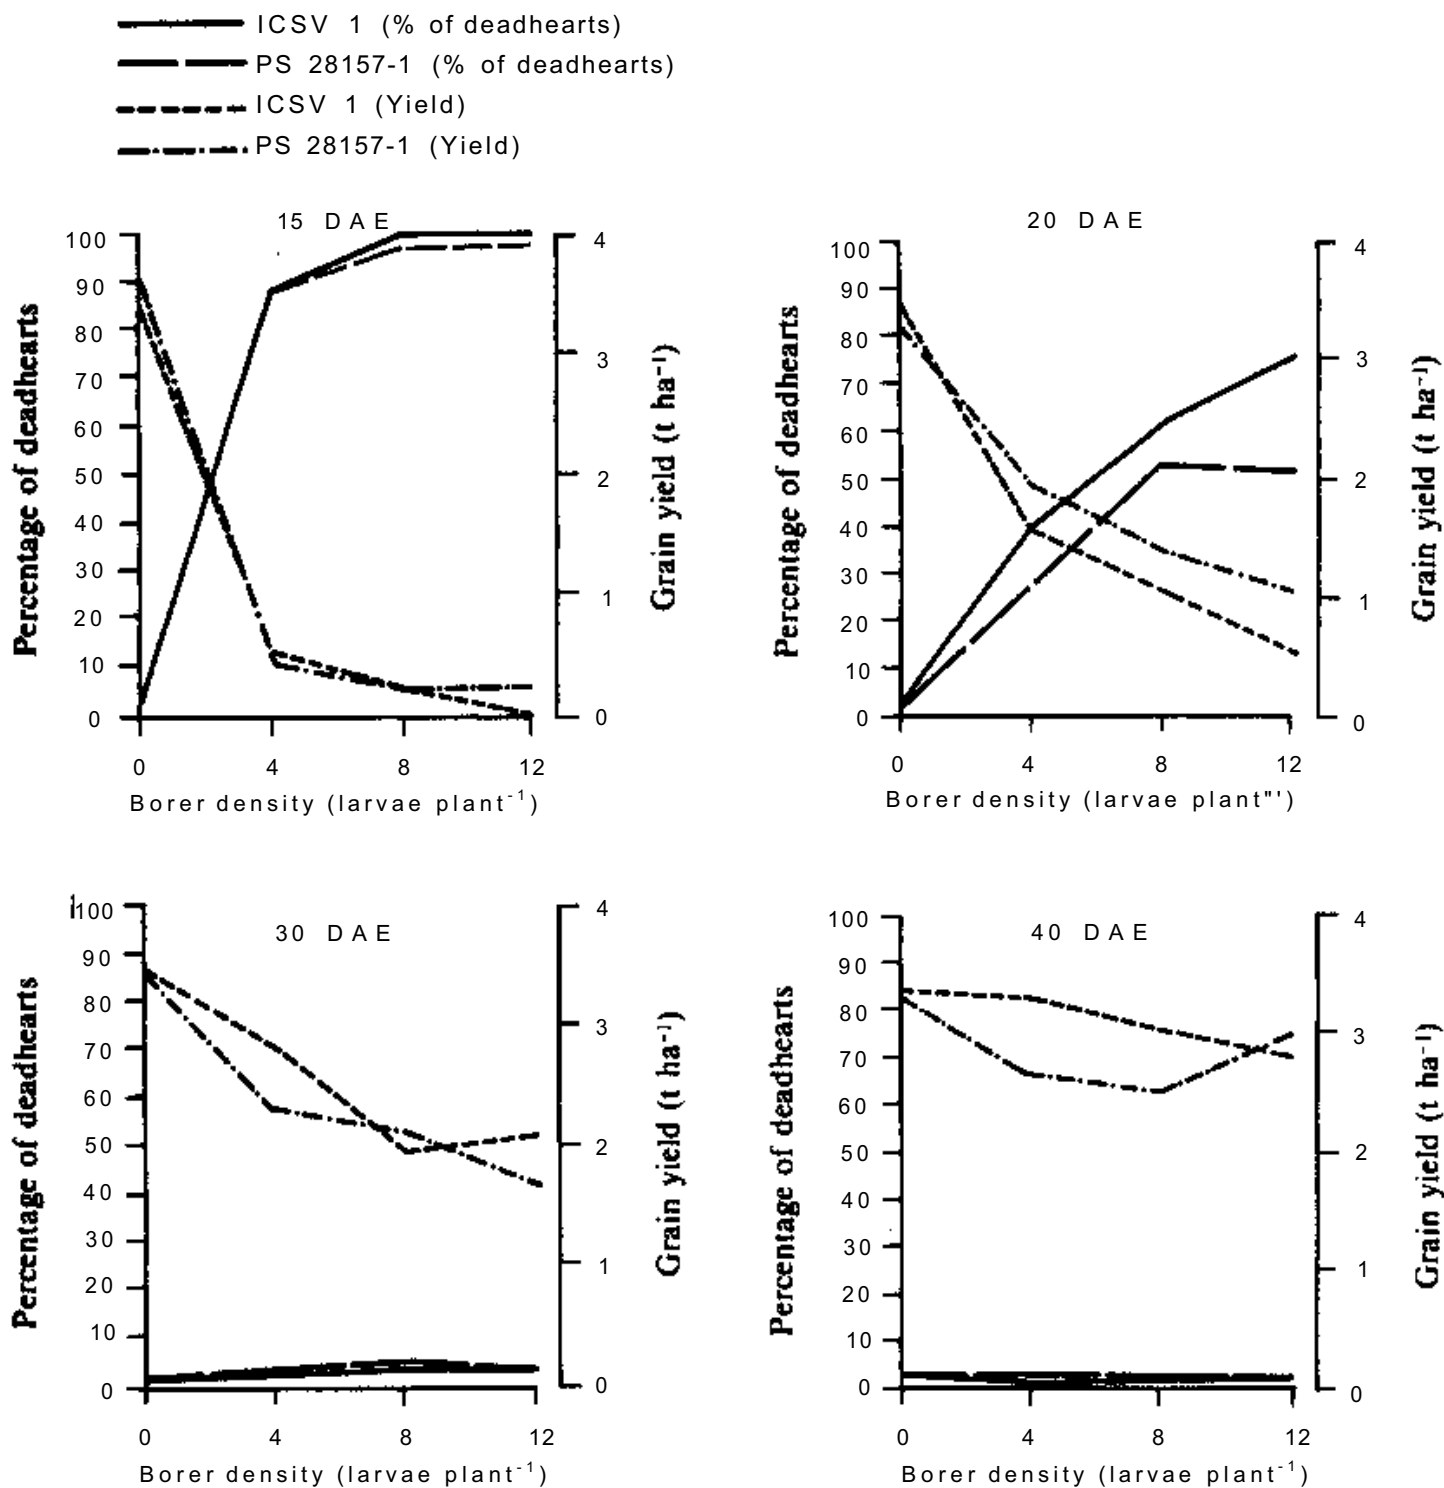 ICSV 1 (% of deadhearts)
PS 28157-1 (% of deadhearts)
ICSV 1 (Yield)
PS 28157-1 (Yield)
15 DAE
100
90
80
70
60
50
40
30
20
10
0
Percentage of deadhearts
4
3
2
1
0
Grain yield (t ha⁻¹)
0 4 8 12
Borer density (larvae plant⁻¹)
20 DAE
100
90
80
70
60
50
40
30
20
10
0
Percentage of deadhearts
4
3
2
1
0
Grain yield (t ha⁻¹)
0 4 8 12
Borer density (larvae plant"')
30 DAE
100
90
80
70
60
50
40
30
20
10
0
Percentage of deadhearts
4
3
2
1
0
Grain yield (t ha⁻¹)
0 4 8 12
Borer density (larvae plant⁻¹)
40 DAE
100
90
80
70
60
50
40
30
20
10
0
Percentage of deadhearts
4
3
2
1
0
Grain yield (t ha⁻¹)
0 4 8 12
Borer density (larvae plant⁻¹)